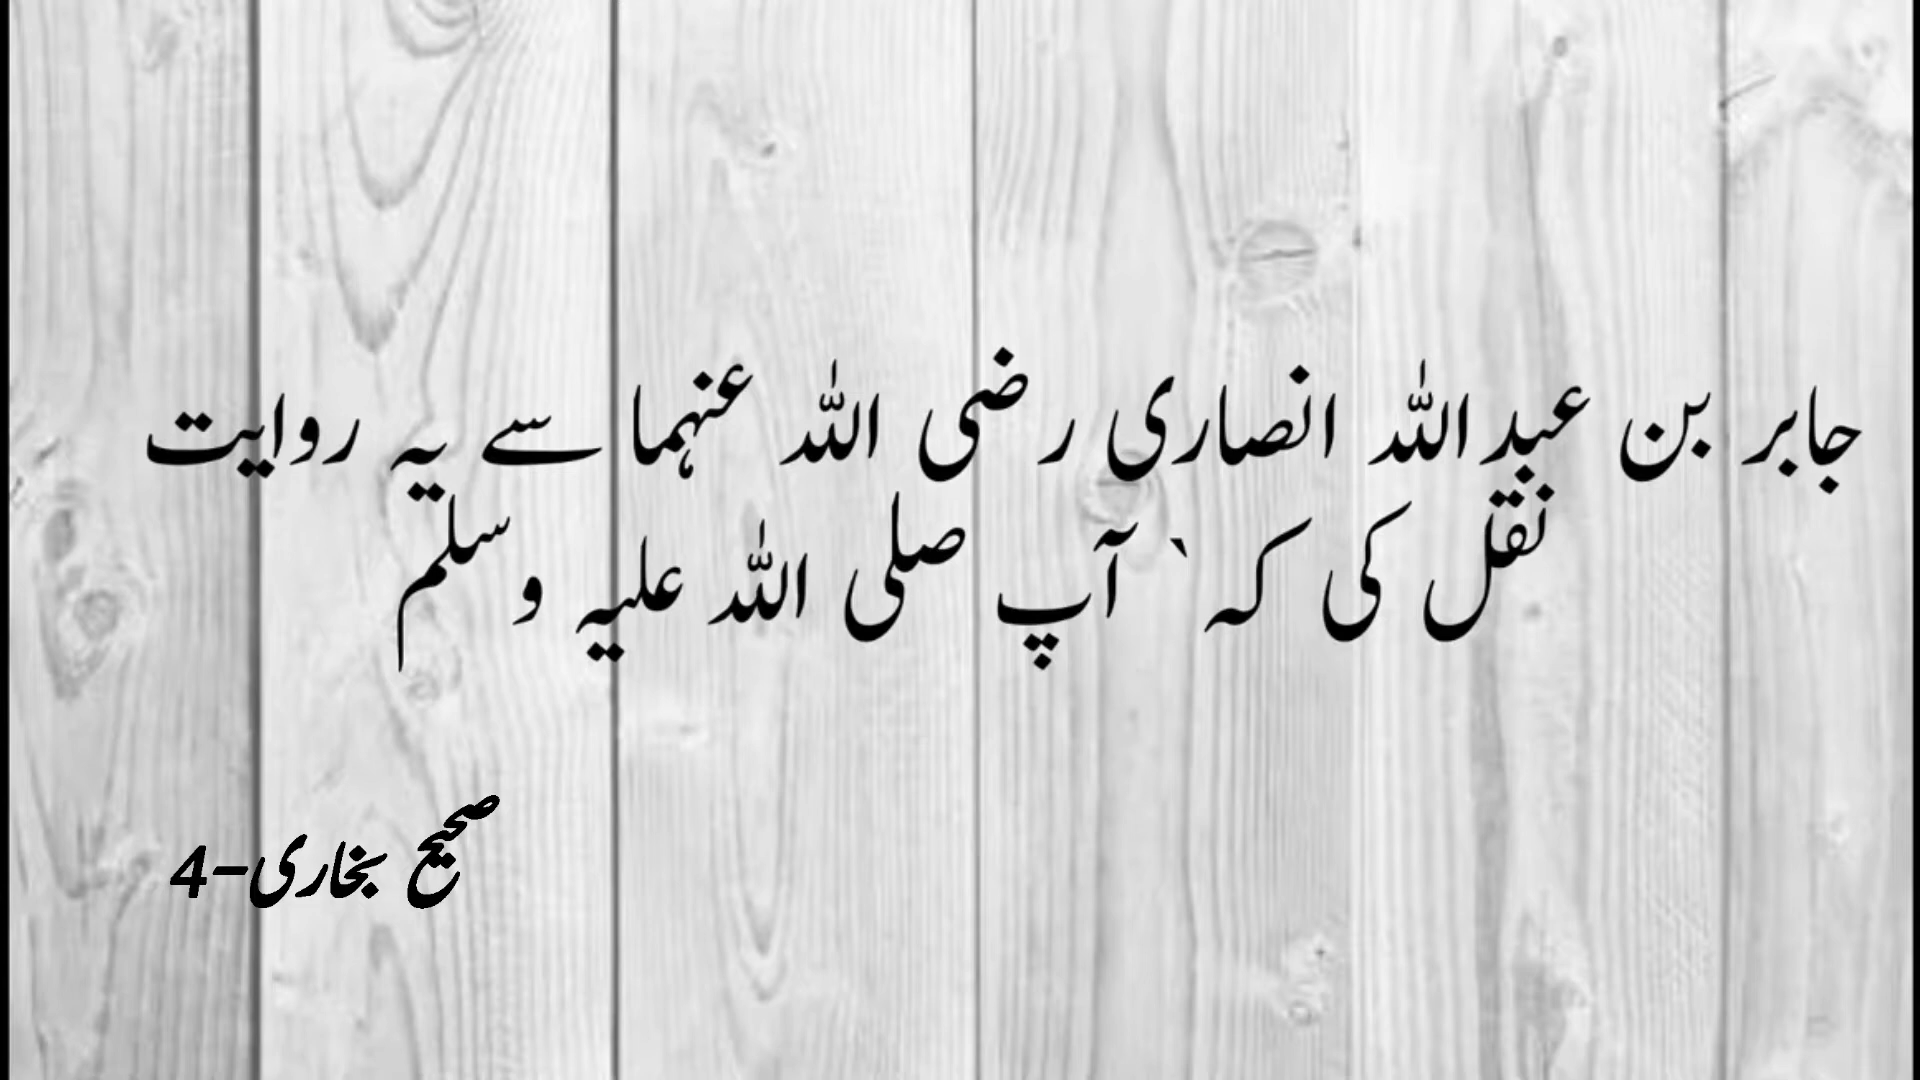 جابر بن عبداللہ انصاری رضی اللہ عنہما سے یہ روایت
نقل کی کہ ` آپ صلی اللہ علیہ وسلم
صحیح بخاری-4